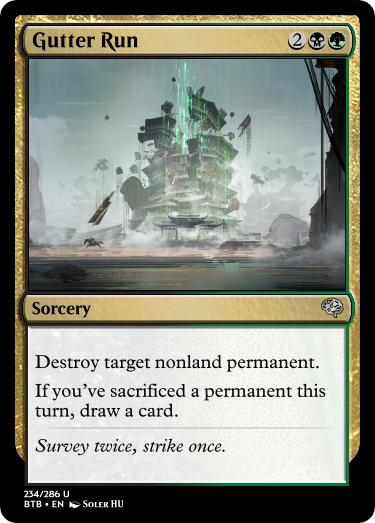 Gutter Run 2
Sorcery
Destroy target nonland permanent.
If you've sacrificed a permanent this
turn, draw a card.
Survey twice, strike once.
234/286 U
BTB • EN Soler HU